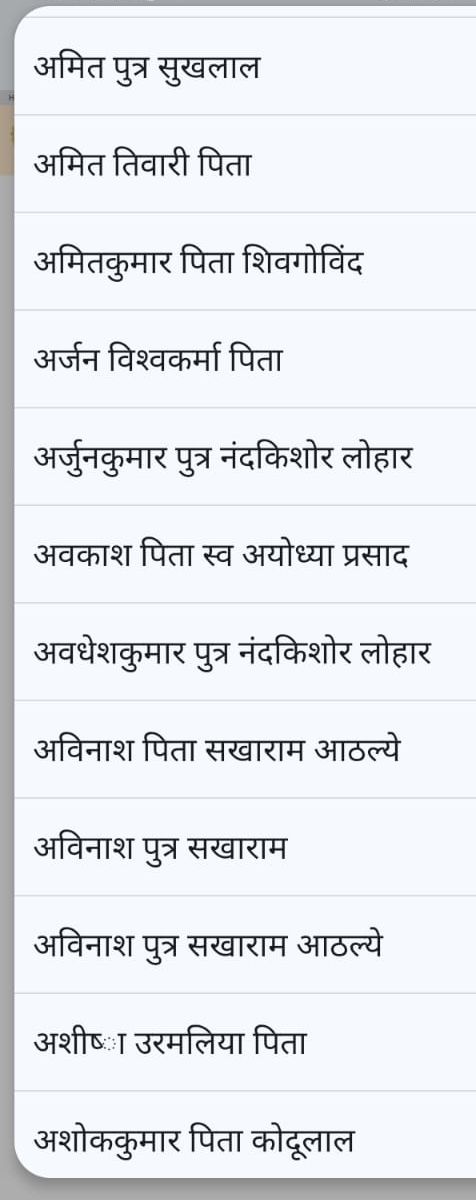 अमित पुत्र सुखलाल
अमित तिवारी पिता
अमितकुमार पिता शिवगोविंद
अर्जन विश्वकर्मा पिता
अर्जुनकुमार पुत्र नंदकिशोर लोहार
अवकाश पिता स्व अयोध्या प्रसाद
अवधेशकुमार पुत्र नंदकिशोर लोहार
अविनाश पिता सखाराम आठल्ये
अविनाश पुत्र सखाराम
अविनाश पुत्र सखाराम आठल्ये
अशीष्ा उरमलिया पिता
अशोककुमार पिता कोदूलाल